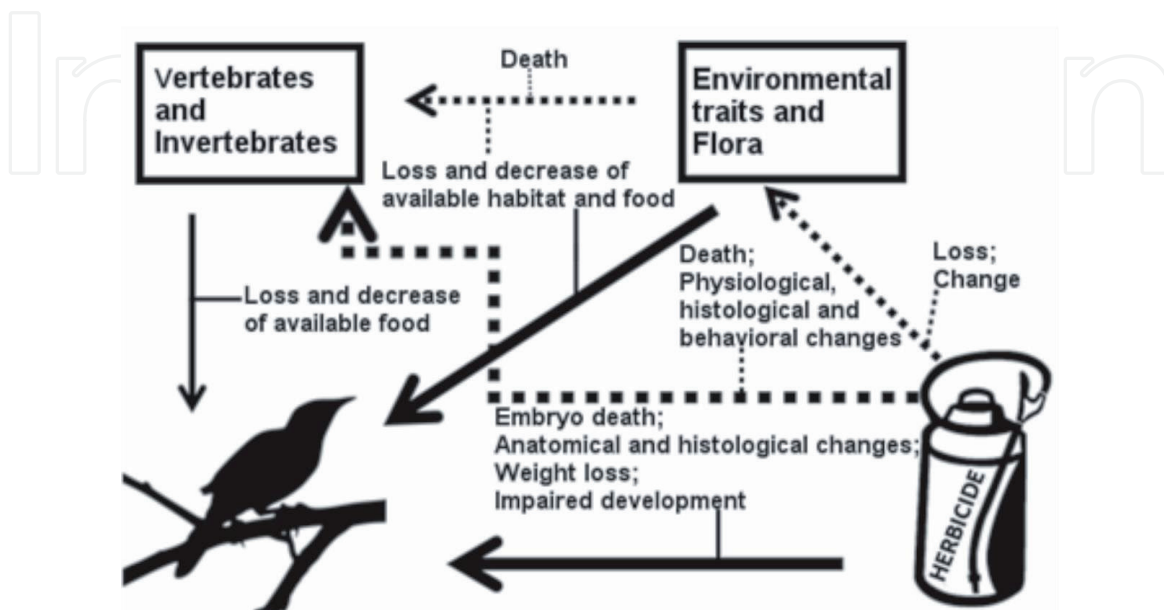 Vertebrates
and
Invertebrates
Death
Environmental
traits and
Flora
Loss and decrease of
available habitat and food
Death;
Physiological,
histological and
behavioral changes
Loss;
Change
Loss and decrease
of available food
Embryo death;
Anatomical and histological changes;
Weight loss;
Impaired development
HERBICIDE